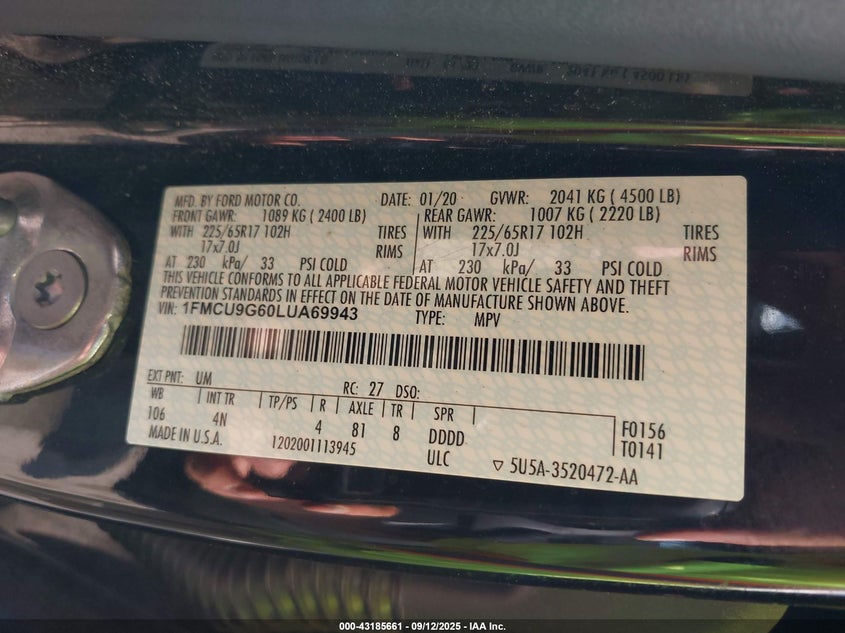 MFD. BY FORD MOTOR CO. DATE: 01/20 GVWR: 2041 KG ( 4500 LB)
FRONT GAWR: 1089 KG ( 2400 LB) REAR GAWR: 1007 KG ( 2220 LB)
WITH 225/65R17 102H TIRES WITH 225/65R17 102H TIRES
17x7.0J RIMS 17x7.0J RIMS
AT 230 kPa/ 33 PSI COLD AT 230 kPa/ 33 PSI COLD
THIS VEHICLE CONFORMS TO ALL APPLICABLE FEDERAL MOTOR VEHICLE SAFETY AND THEFT
PREVENTION STANDARDS IN EFFECT ON THE DATE OF MANUFACTURE SHOWN ABOVE.
VIN: 1FMCU9G60LUA69943 TYPE: MPV
EXT PNT: UM RC: 27 DSO:
WB INT TR TP/PS R AXLE TR SPR
106 4N 4 81 8 DDDD F0156
MADE IN U.S.A. 1202001113945 ULC T0141
5U5A-3520472-AA
000-43185661 - 09/12/2025 - IAA Inc.